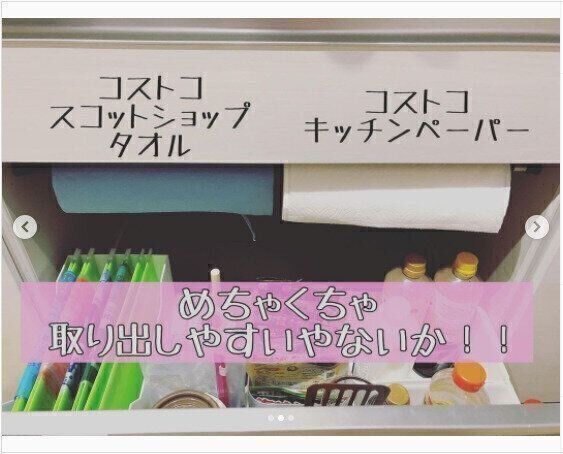 コストコ
スコットショップ
タオル
コストコ
キッチンペーパー
めちゃくちゃ
取り出しやすいやないか！！